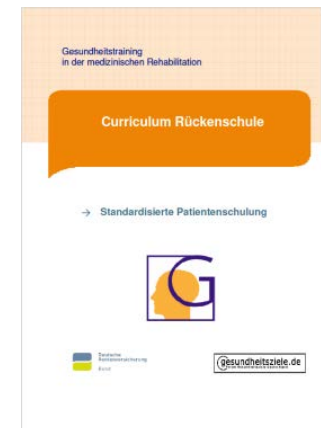 Gesundheitstraining
in der medizinischen Rehabilitation
Curriculum Rückenschule
→ Standardisierte Patientenschulung
G
Deutsche
Rentenversicherung
Bund
gesundheitsziele.de